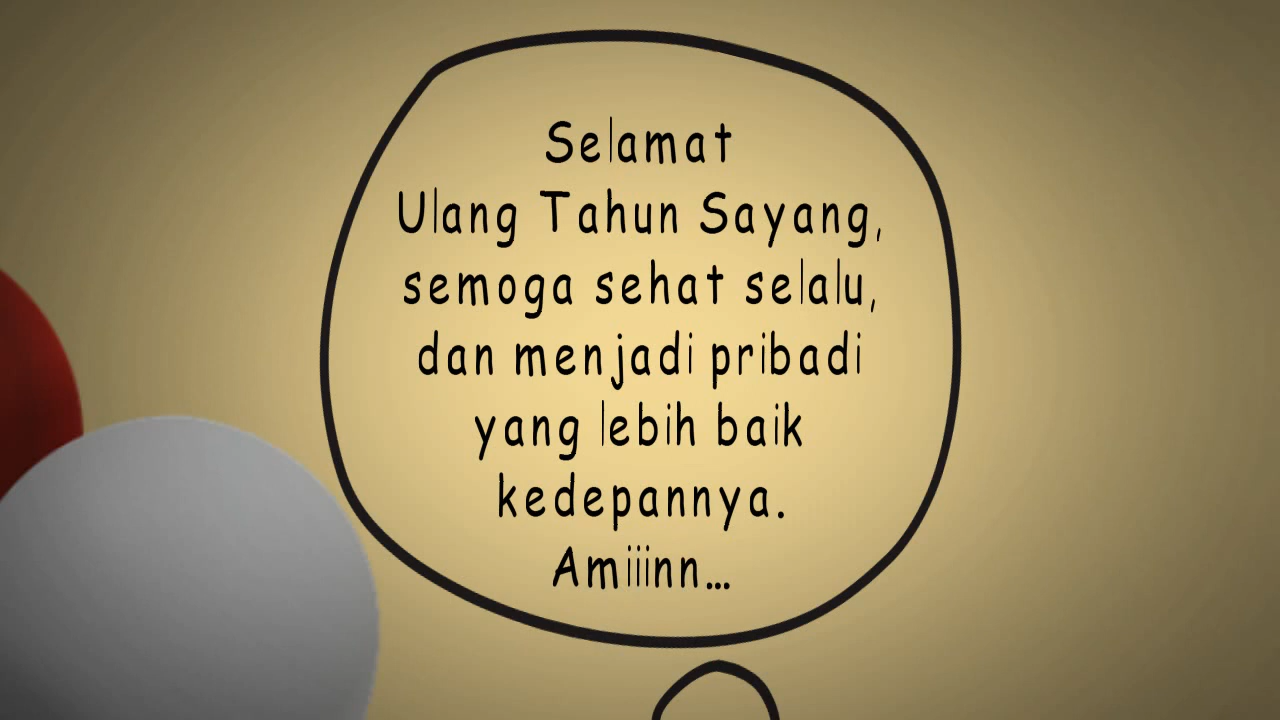 Selamat
Ulang Tahun Sayang,
semoga sehat selalu,
dan menjadi pribadi
yang lebih baik
kedepannya.
Amiiinn...